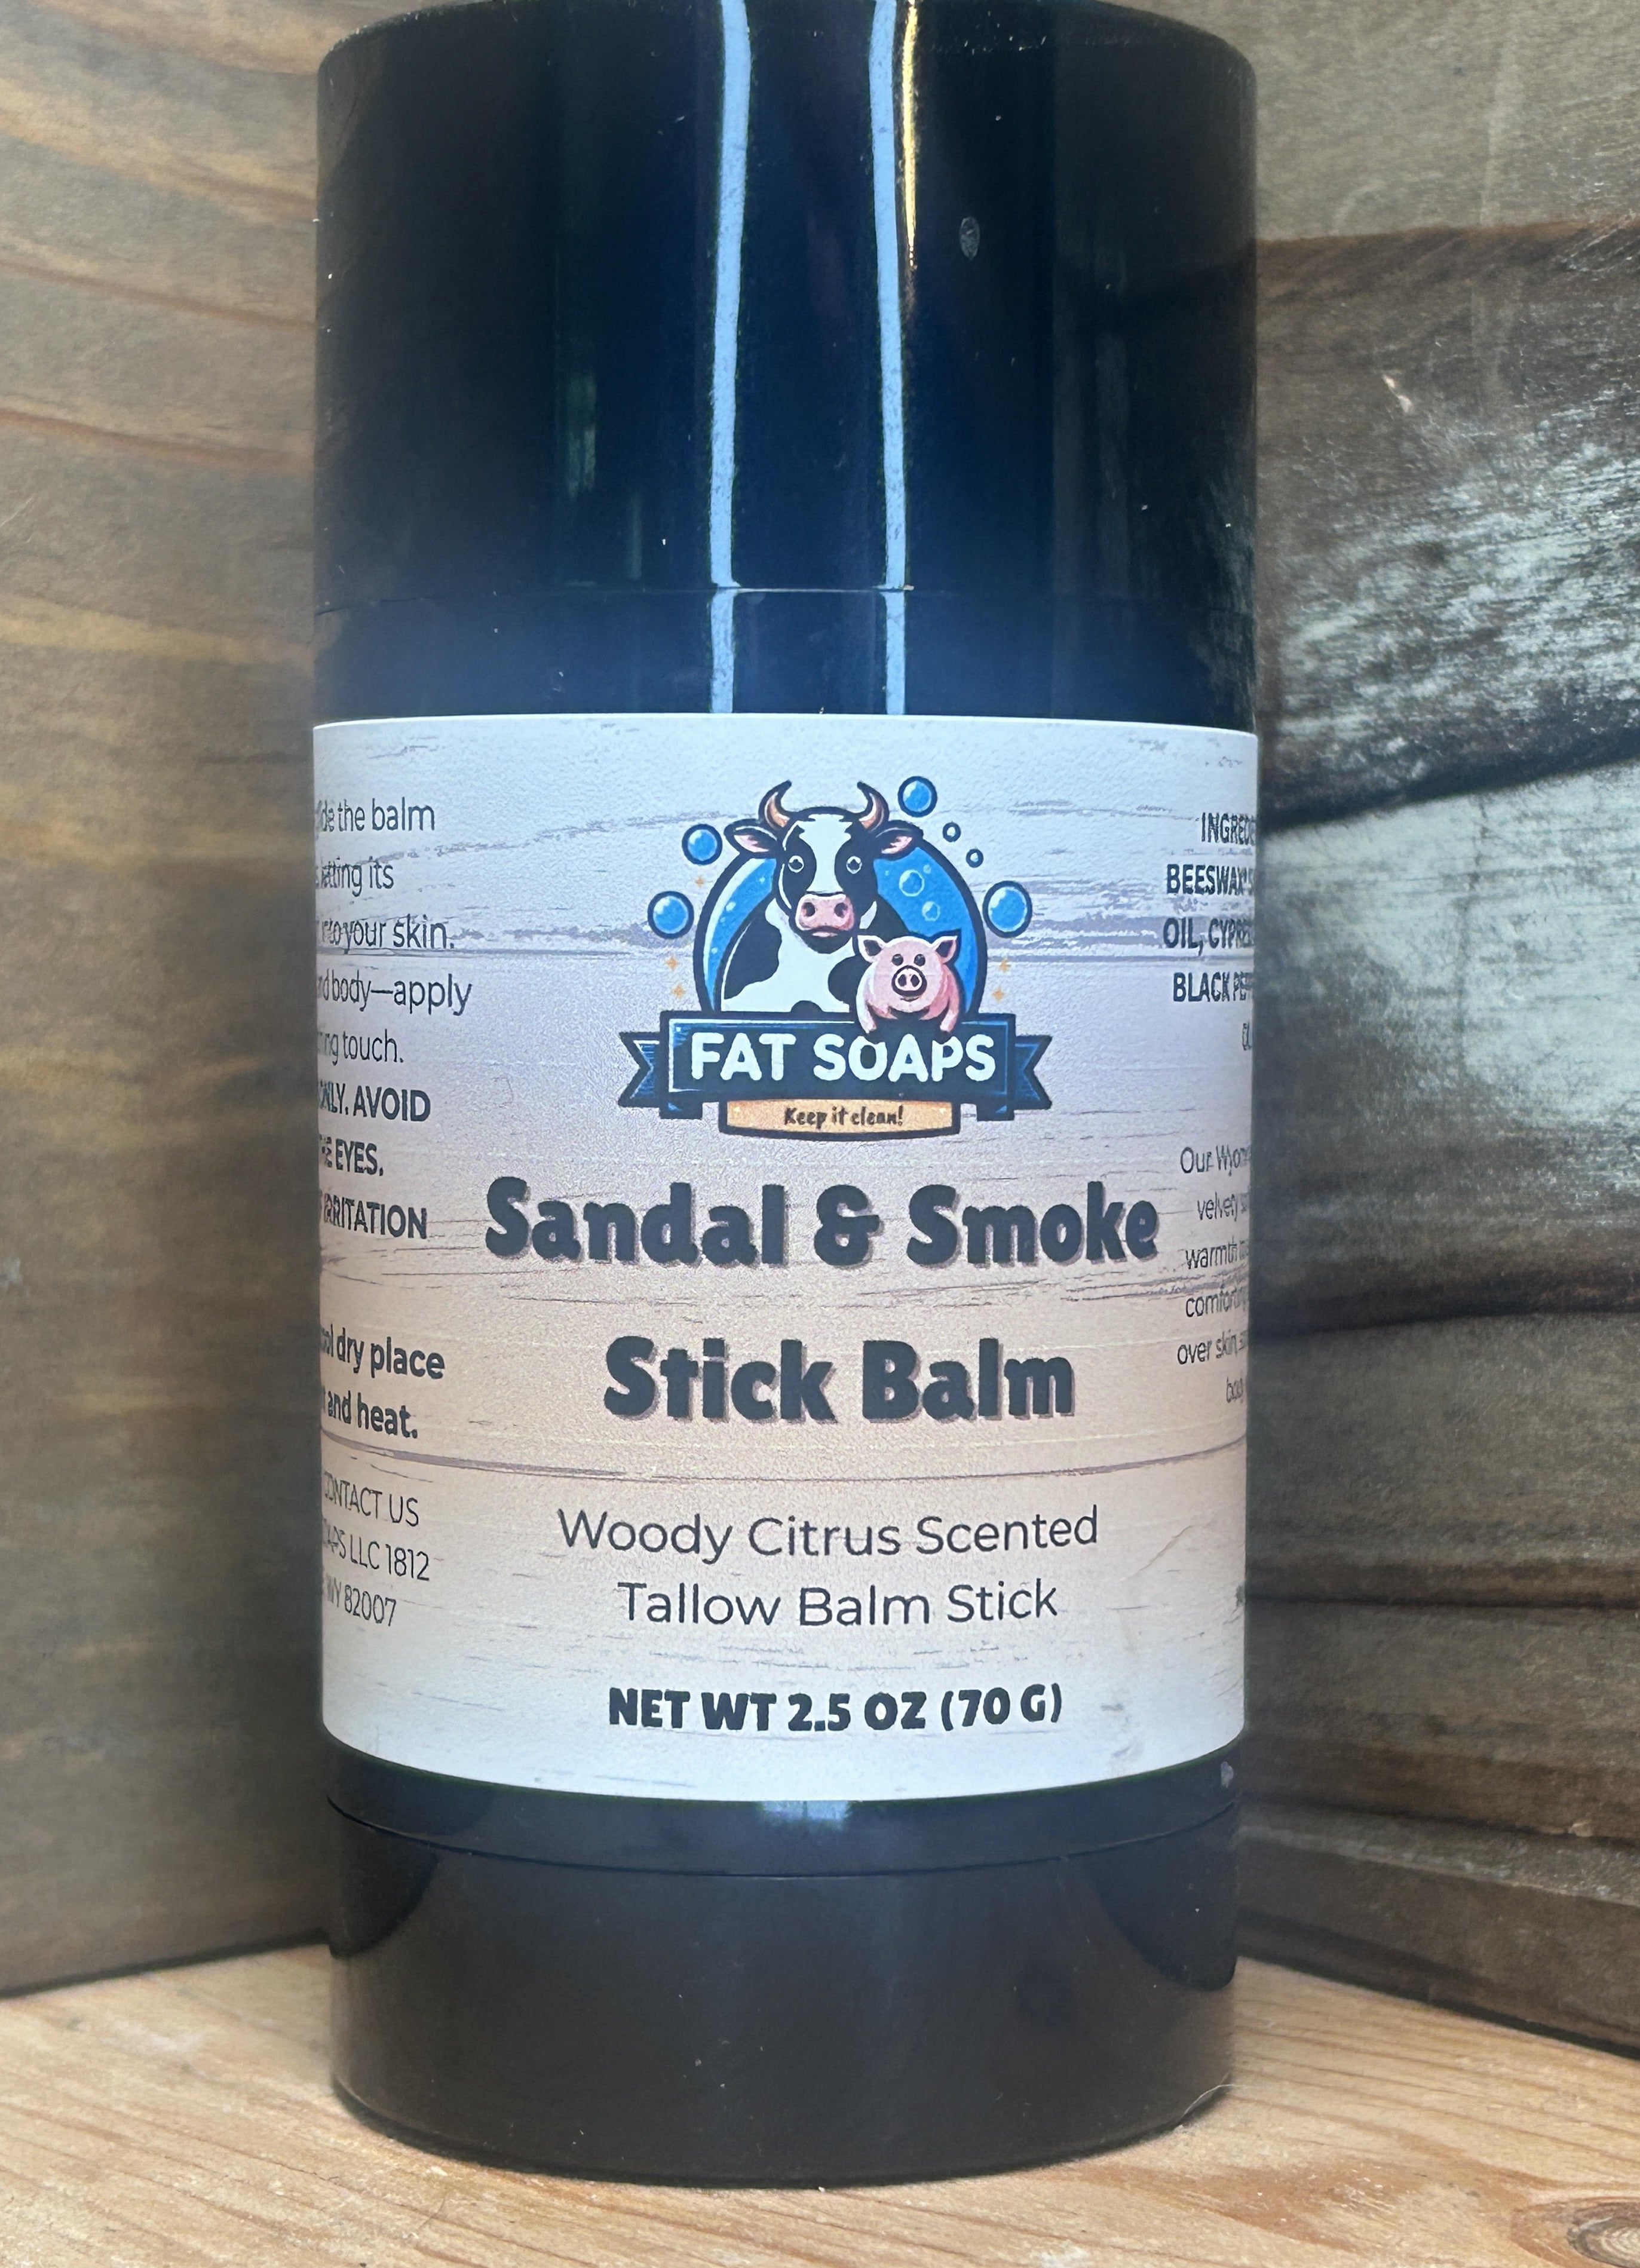 the balm
its
your skin.
body—apply
touch.
AVOID
EYES.
IRRITATION
dry place
and heat.
CONTACT US
LLC 1812
WY 82007
FAT SOAPS
Keep it clean!
Sandal & Smoke
Stick Balm
Woody Citrus Scented
Tallow Balm Stick
NET WT 2.5 OZ (70 G)
BEESWAX*
OIL,
BLACK
Our
velvety
warmth
over skin,